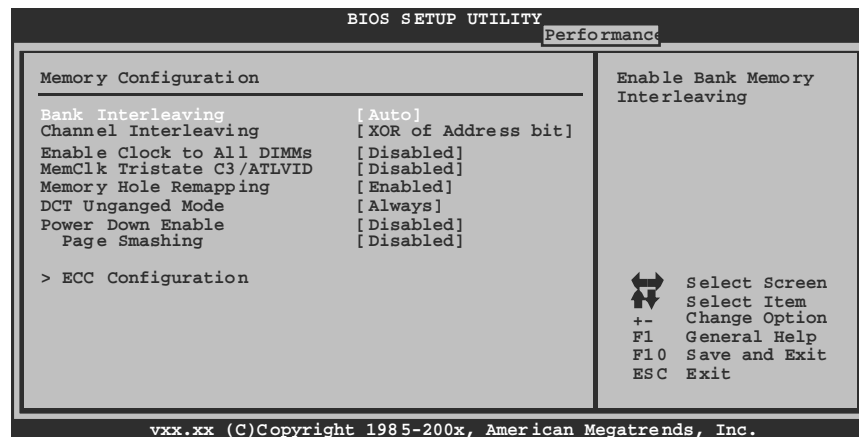 BIOS SETUP UTILITY
Performance
Memory Configuration
Bank Interleaving [Auto]
Channel Interleaving [XOR of Address bit]
Enable Clock to All DIMMs [Disabled]
MemClk Tristate C3/ATLVID [Disabled]
Memory Hole Remapping [Enabled]
DCT Unganged Mode [Always]
Power Down Enable [Disabled]
Page Smashing [Disabled]
> ECC Configuration
Enable Bank Memory
Interleaving
Select Screen
Select Item
+- Change Option
F1 General Help
F10 Save and Exit
ESC Exit
vxx.xx (C)Copyright 1985-200x, American Megatrends, Inc.